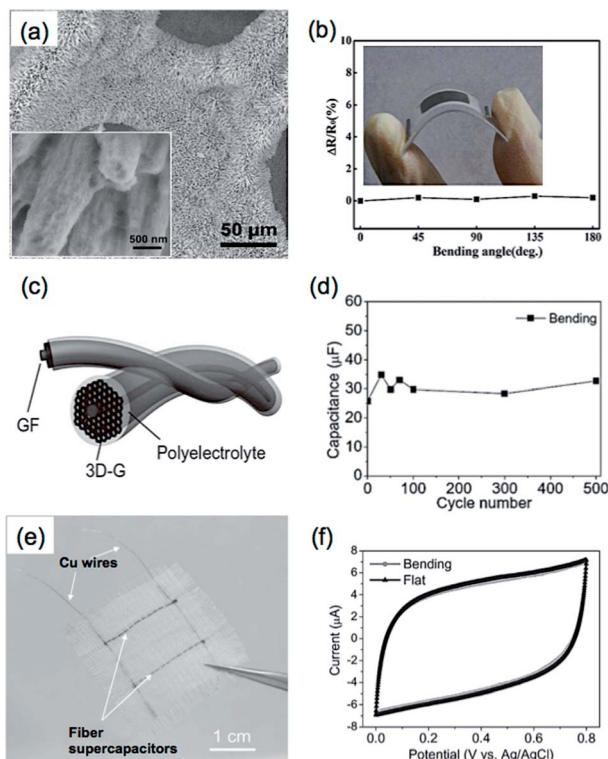 (a)
500 nm
50 µm
(b)
ΔR/R₀(%)
10
8
6
4
2
0
0 45 90 135 180
Bending angle(deg.)
(c)
GF
3D-G
Polyelectrolyte
(d)
Bending
Capacitance (µF)
60
50
40
30
20
10
0
0 100 200 300 400 500
Cycle number
(e)
Cu wires
Fiber
supercapacitors
1 cm
(f)
Bending
Flat
Current (µA)
8
6
4
2
0
-2
-4
-6
-8
0.0 0.2 0.4 0.6 0.8
Potential (V vs. Ag/AgCl)